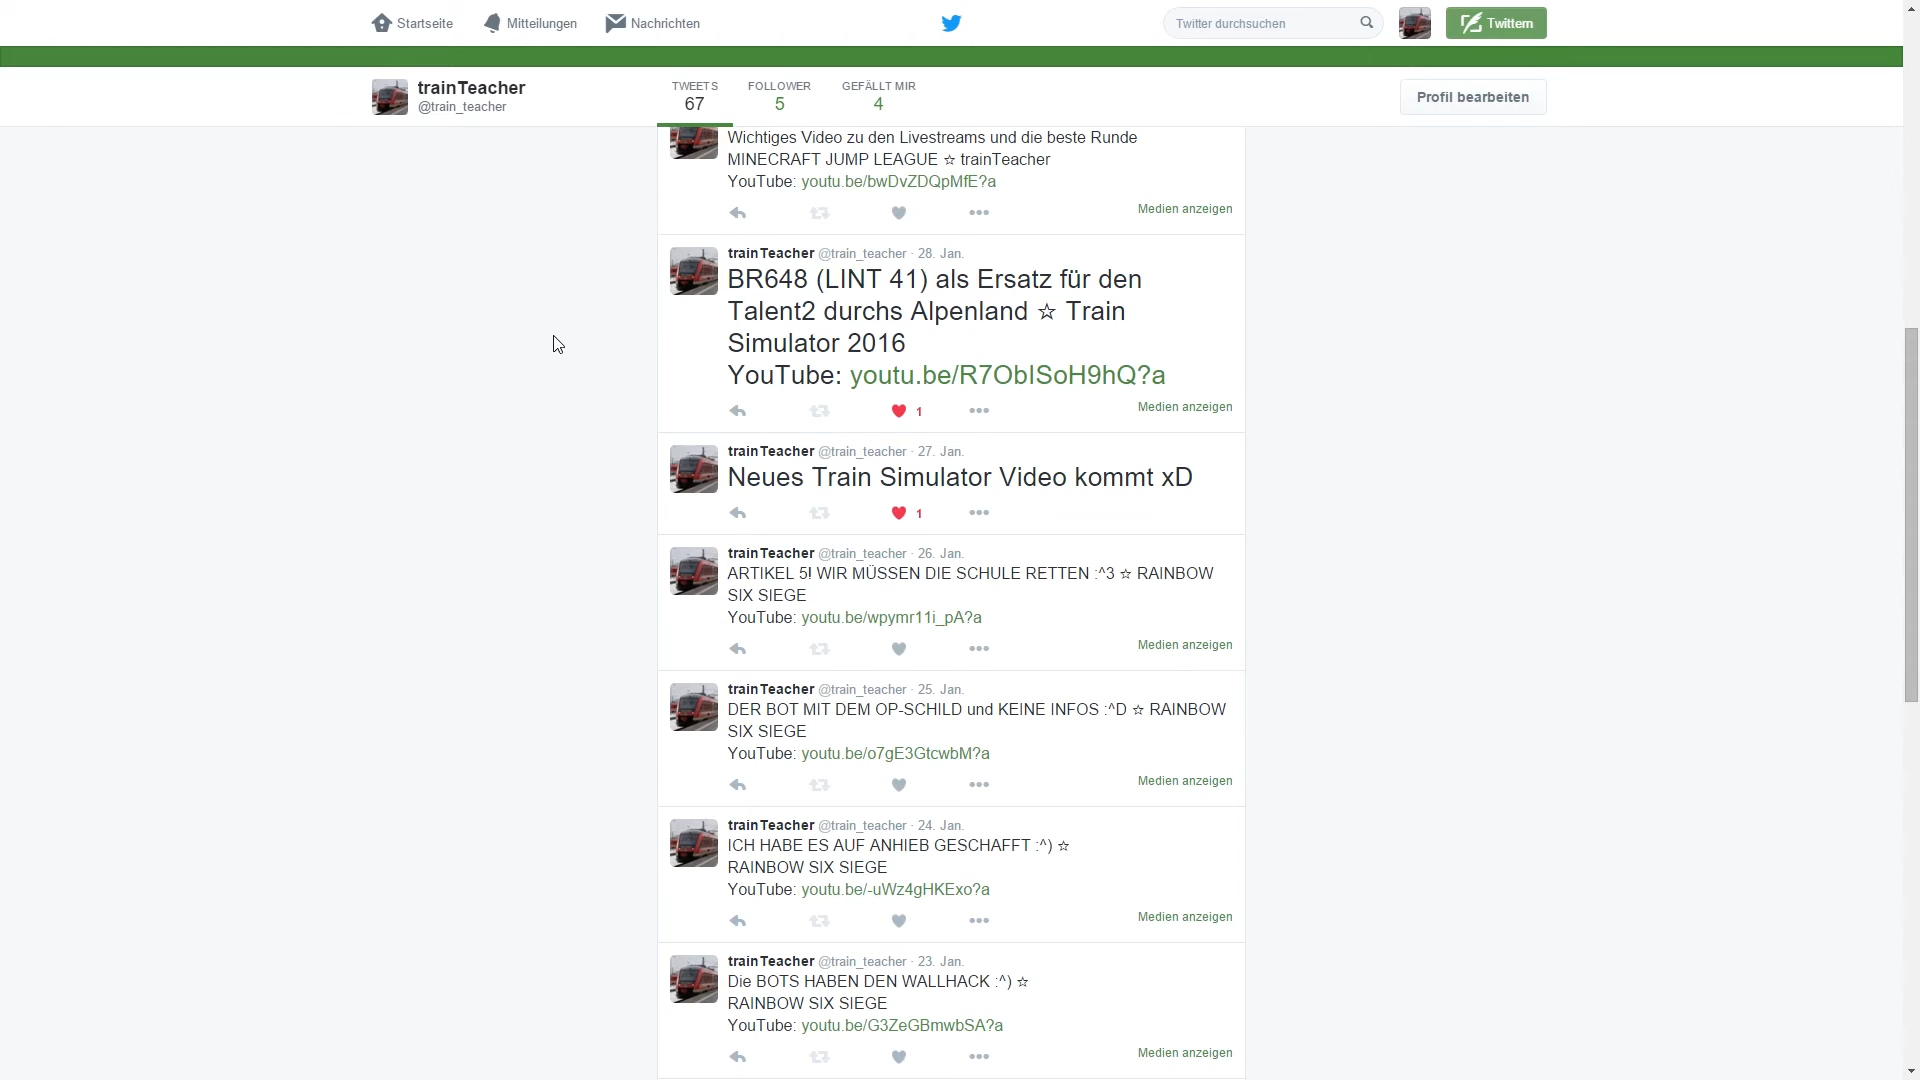 Startseite
Mitteilungen
Nachrichten
Twitter durchsuchen
Twittern
trainTeacher
@train_teacher
TWEETS
67
FOLLOWER
5
GEFÄLLT MIR
4
Profil bearbeiten
Wichtiges Video zu den Livestreams und die beste Runde
MINECRAFT JUMP LEAGUE ☆ trainTeacher
YouTube: youtu.be/bwDvZDQpMfE?a
Medien anzeigen
trainTeacher @train_teacher · 28. Jan.
BR648 (LINT 41) als Ersatz für den
Talent2 durchs Alpenland ☆ Train
Simulator 2016
YouTube: youtu.be/R7ObISoH9hQ?a
1
Medien anzeigen
trainTeacher @train_teacher · 27. Jan.
Neues Train Simulator Video kommt xD
1
trainTeacher @train_teacher · 26. Jan.
ARTIKEL 5! WIR MÜSSEN DIE SCHULE RETTEN :^3 ☆ RAINBOW
SIX SIEGE
YouTube: youtu.be/wpymr11i_pA?a
Medien anzeigen
trainTeacher @train_teacher · 25. Jan.
DER BOT MIT DEM OP-SCHILD und KEINE INFOS :^D ☆ RAINBOW
SIX SIEGE
YouTube: youtu.be/o7gE3GtcwbM?a
Medien anzeigen
trainTeacher @train_teacher · 24. Jan.
ICH HABE ES AUF ANHIEB GESCHAFFT :^) ☆
RAINBOW SIX SIEGE
YouTube: youtu.be/-uWz4gHKExo?a
Medien anzeigen
trainTeacher @train_teacher · 23. Jan.
Die BOTS HABEN DEN WALLHACK :^) ☆
RAINBOW SIX SIEGE
YouTube: youtu.be/G3ZeGBmwbSA?a
Medien anzeigen